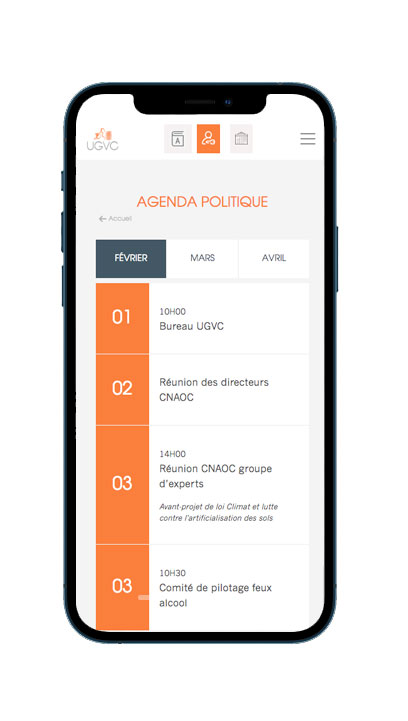 UGVC
A
AGENDA POLITIQUE
← Accueil
FÉVRIER
MARS
AVRIL
01
10H00
Bureau UGVC
02
Réunion des directeurs
CNAOC
03
14H00
Réunion CNAOC groupe
d'experts
Avant-projet de loi Climat et lutte
contre l'artificialisation des sols
03
10H30
Comité de pilotage feux
alcool